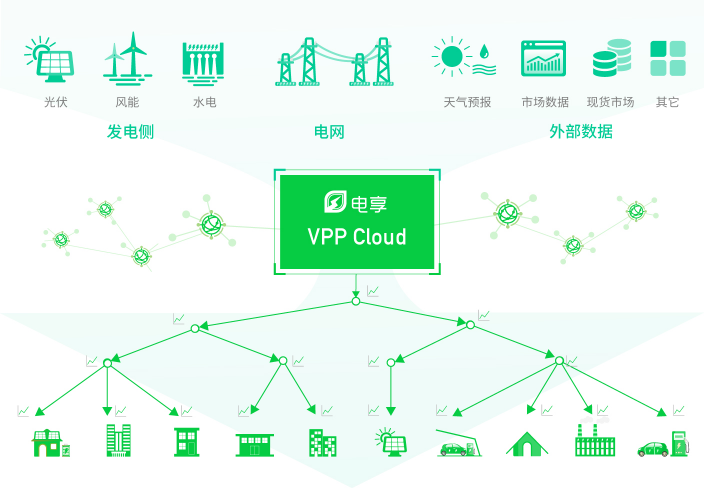 光伏 风能 水电 天气预报 市场数据 现货市场 其它
发电侧 电网 外部数据
电享
VPP Cloud